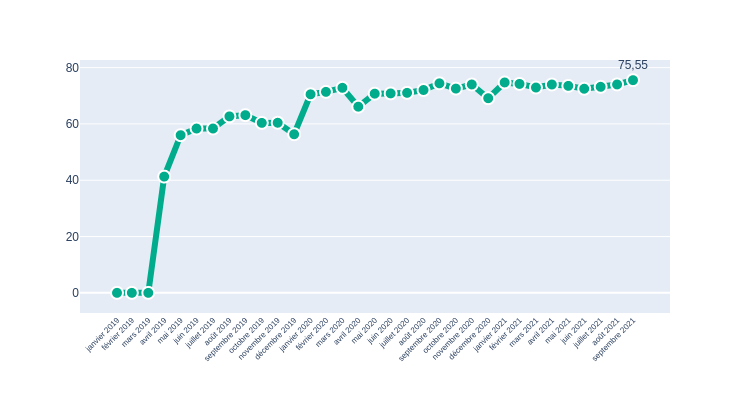 75,55
80
60
40
20
0
janvier 2019
février 2019
mars 2019
avril 2019
mai 2019
juin 2019
juillet 2019
août 2019
septembre 2019
octobre 2019
novembre 2019
décembre 2019
janvier 2020
février 2020
mars 2020
avril 2020
mai 2020
juin 2020
juillet 2020
août 2020
septembre 2020
octobre 2020
novembre 2020
décembre 2020
janvier 2021
février 2021
mars 2021
avril 2021
mai 2021
juin 2021
juillet 2021
août 2021
septembre 2021